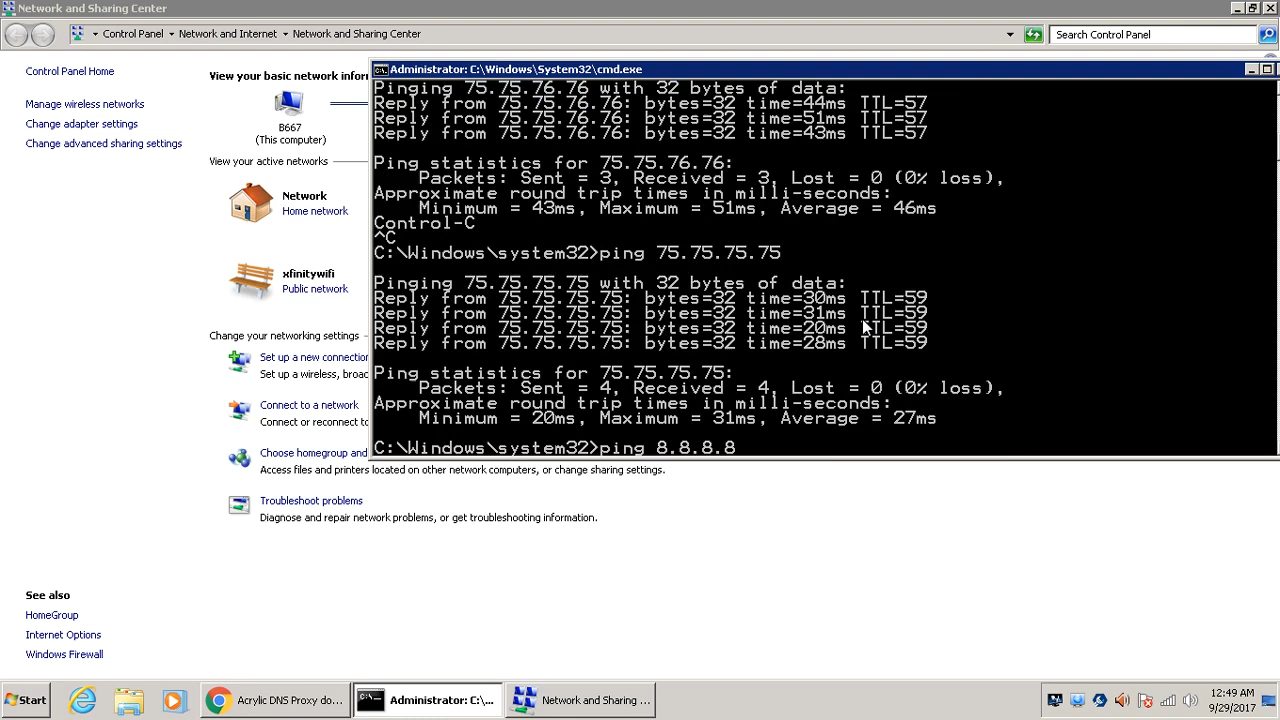 Network and Sharing Center
Control Panel
Network and Internet
Network and Sharing Center
Search Control Panel
Control Panel Home
Manage wireless networks
Change adapter settings
Change advanced sharing settings
See also
HomeGroup
Internet Options
Windows Firewall
View your basic network infor
B667
(This computer)
View your active networks
Network
Home network
xfinitywifi
Public network
Change your networking settings
Set up a new connection
Set up a wireless, broad
Connect to a network
Connect or reconnect to
Choose homegroup and
Access files and printers located on other network computers, or change sharing settings.
Troubleshoot problems
Diagnose and repair network problems, or get troubleshooting information.
Administrator: C:\Windows\System32\cmd.exe
Pinging 75.75.76.76 with 32 bytes of data:
Reply from 75.75.76.76: bytes=32 time=44ms TTL=57
Reply from 75.75.76.76: bytes=32 time=51ms TTL=57
Reply from 75.75.76.76: bytes=32 time=43ms TTL=57
Ping statistics for 75.75.76.76:
Packets: Sent = 3, Received = 3, Lost = 0 (0% loss),
Approximate round trip times in milli-seconds:
Minimum = 43ms, Maximum = 51ms, Average = 46ms
Control-C
^C
C:\Windows\system32>ping 75.75.75.75
Pinging 75.75.75.75 with 32 bytes of data:
Reply from 75.75.75.75: bytes=32 time=30ms TTL=59
Reply from 75.75.75.75: bytes=32 time=31ms TTL=59
Reply from 75.75.75.75: bytes=32 time=20ms TTL=59
Reply from 75.75.75.75: bytes=32 time=28ms TTL=59
Ping statistics for 75.75.75.75:
Packets: Sent = 4, Received = 4, Lost = 0 (0% loss),
Approximate round trip times in milli-seconds:
Minimum = 20ms, Maximum = 31ms, Average = 27ms
C:\Windows\system32>ping 8.8.8.8
Start
Acrylic DNS Proxy do...
Administrator: C:\...
Network and Sharing ...
12:49 AM
9/29/2017